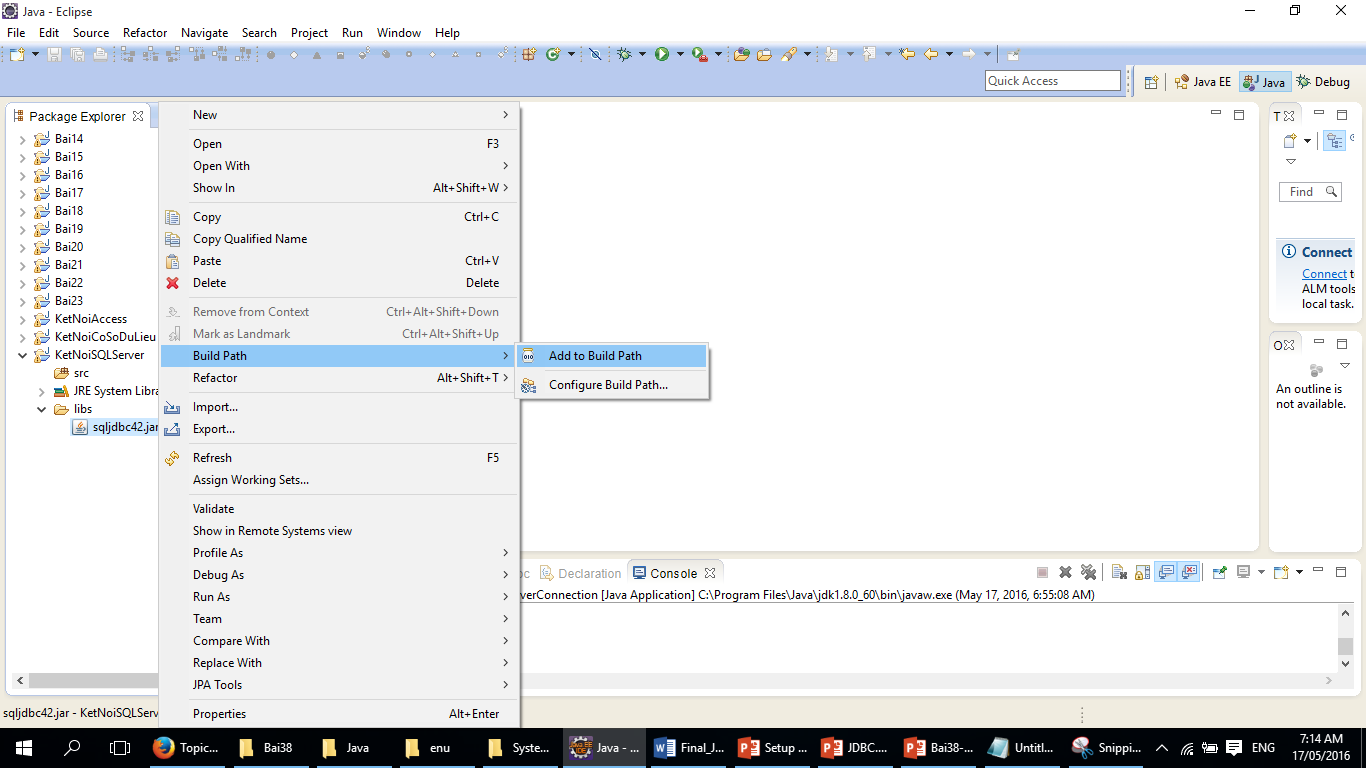 Java - Eclipse
File Edit Source Refactor Navigate Search Project Run Window Help
Quick Access
Java EE Java Debug
Package Explorer
Bai14
Bai15
Bai16
Bai17
Bai18
Bai19
Bai20
Bai21
Bai22
Bai23
KetNoiAccess
KetNoiCoSoDuLieu
KetNoiSQLServer
src
JRE System Libra
libs
sqljdbc42.jar
New
Open F3
Open With
Show In Alt+Shift+W
Copy Ctrl+C
Copy Qualified Name
Paste Ctrl+V
Delete Delete
Remove from Context Ctrl+Alt+Shift+Down
Mark as Landmark Ctrl+Alt+Shift+Up
Build Path
Refactor Alt+Shift+T
Import...
Export...
Refresh F5
Assign Working Sets...
Validate
Show in Remote Systems view
Profile As
Debug As
Run As
Team
Compare With
Replace With
JPA Tools
Properties Alt+Enter
Add to Build Path
Configure Build Path...
T
Find
Connect
Connect t
ALM tools
local task.
O
An outline is
not available.
Declaration Console
verConnection [Java Application] C:\Program Files\Java\jdk1.8.0_60\bin\javaw.exe (May 17, 2016, 6:55:08 AM)
sqljdbc42.jar - KetNoiSQLServ
Topic... Bai38 Java enu Syste... Java - ... Final_J... Setup ... JDBC.... Bai38-... Untitl... Snippi... ENG
7:14 AM
17/05/2016